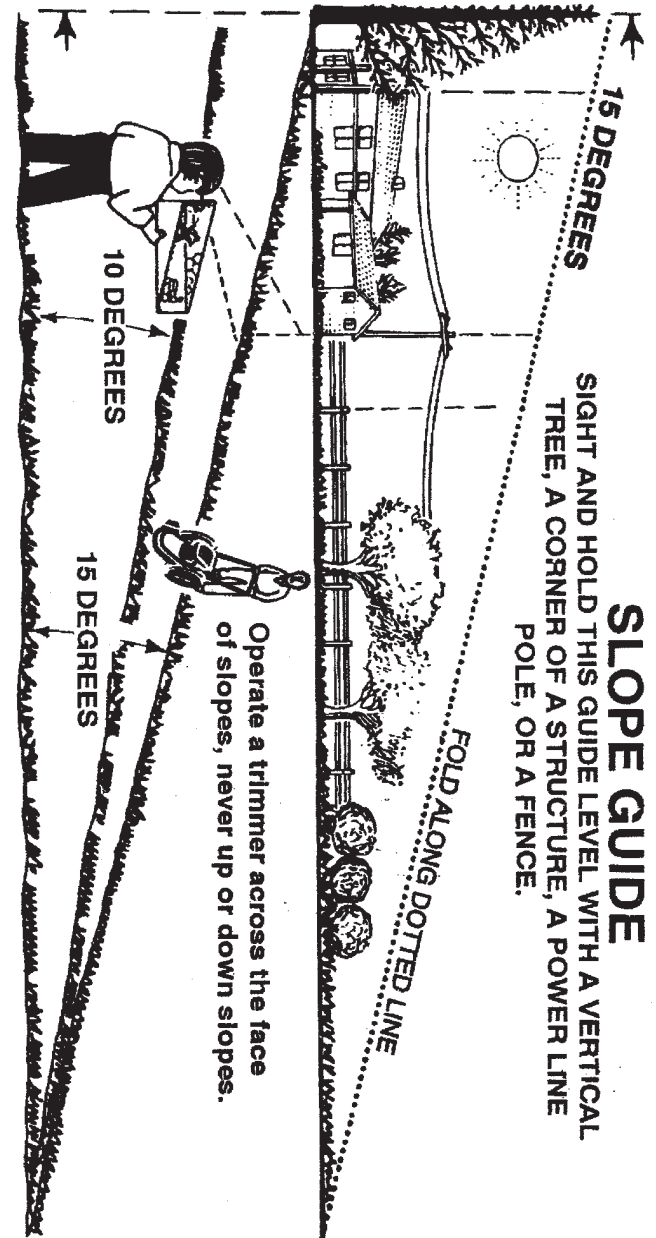 SLOPE GUIDE
SIGHT AND HOLD THIS GUIDE LEVEL WITH A VERTICAL
TREE, A CORNER OF A STRUCTURE, A POWER LINE
POLE, OR A FENCE.
15 DEGREES
FOLD ALONG DOTTED LINE
Operate a trimmer across the face
of slopes, never up or down slopes.
10 DEGREES
15 DEGREES